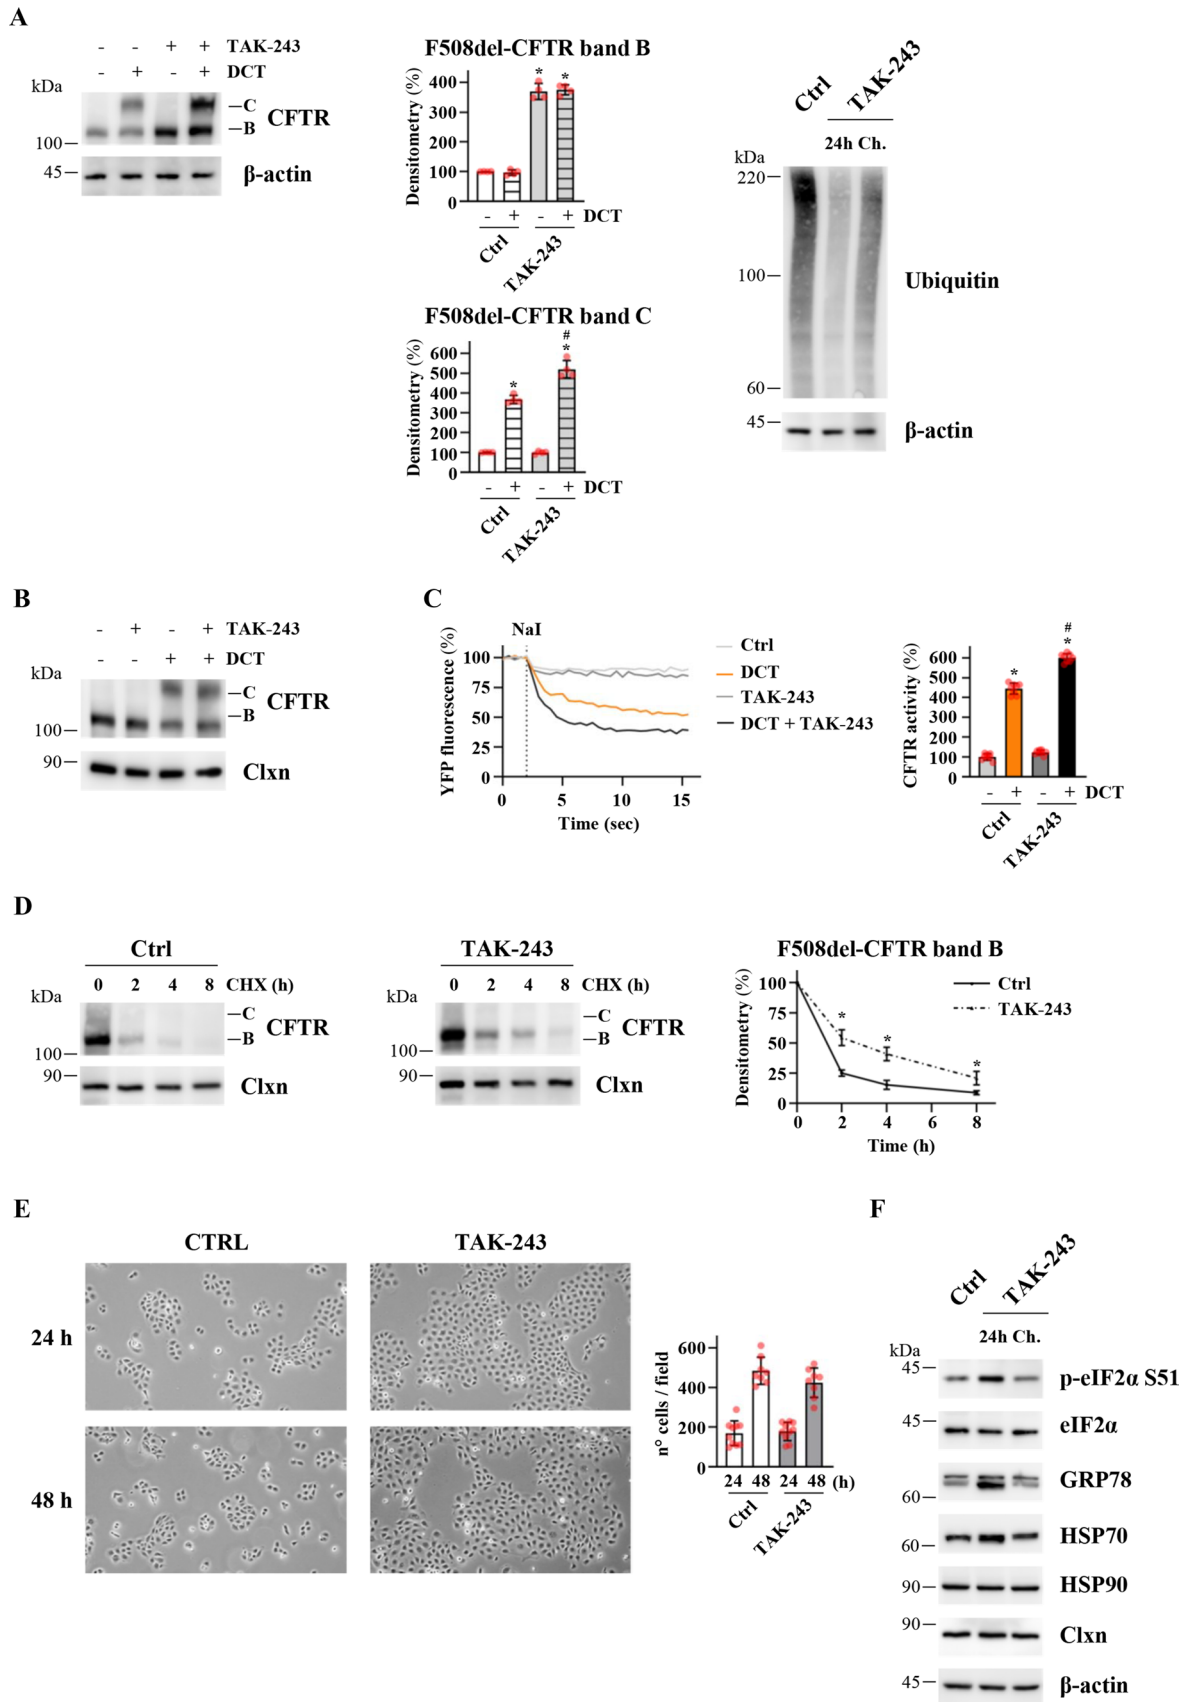 A
- - + + TAK-243
- + - + DCT
kDa
C
B
CFTR
100
45
β-actin
F508del-CFTR band B
Densitometry (%)
400
300
200
100
0
- + - + DCT
Ctrl
TAK-243
F508del-CFTR band C
Densitometry (%)
600
500
400
300
200
100
0
*
#
*
- + - + DCT
Ctrl
TAK-243
* *
Ctrl
TAK-243
24h Ch.
kDa
220
100
60
Ubiquitin
45
β-actin
B
- + - + TAK-243
- - + + DCT
kDa
C
B
CFTR
100
90
Clxn
C
NaI
YFP fluorescence (%)
100
75
50
25
0
0 5 10 15
Time (sec)
Ctrl
DCT
TAK-243
DCT + TAK-243
CFTR activity (%)
600
500
400
300
200
100
0
*
#
*
- + - + DCT
Ctrl
TAK-243
D
Ctrl
0 2 4 8 CHX (h)
kDa
C
B
CFTR
100
90
Clxn
TAK-243
0 2 4 8 CHX (h)
kDa
C
B
CFTR
100
90
Clxn
F508del-CFTR band B
Densitometry (%)
100
75
50
25
0
* * *
0 2 4 6 8
Time (h)
Ctrl
TAK-243
E
CTRL TAK-243
24 h
48 h
n° cells / field
600
400
200
0
24 48 24 48 (h)
Ctrl
TAK-243
F
Ctrl
TAK-243
24h Ch.
kDa
45
p-eIF2α S51
45
eIF2α
GRP78
60
HSP70
60
90
HSP90
90
Clxn
45
β-actin